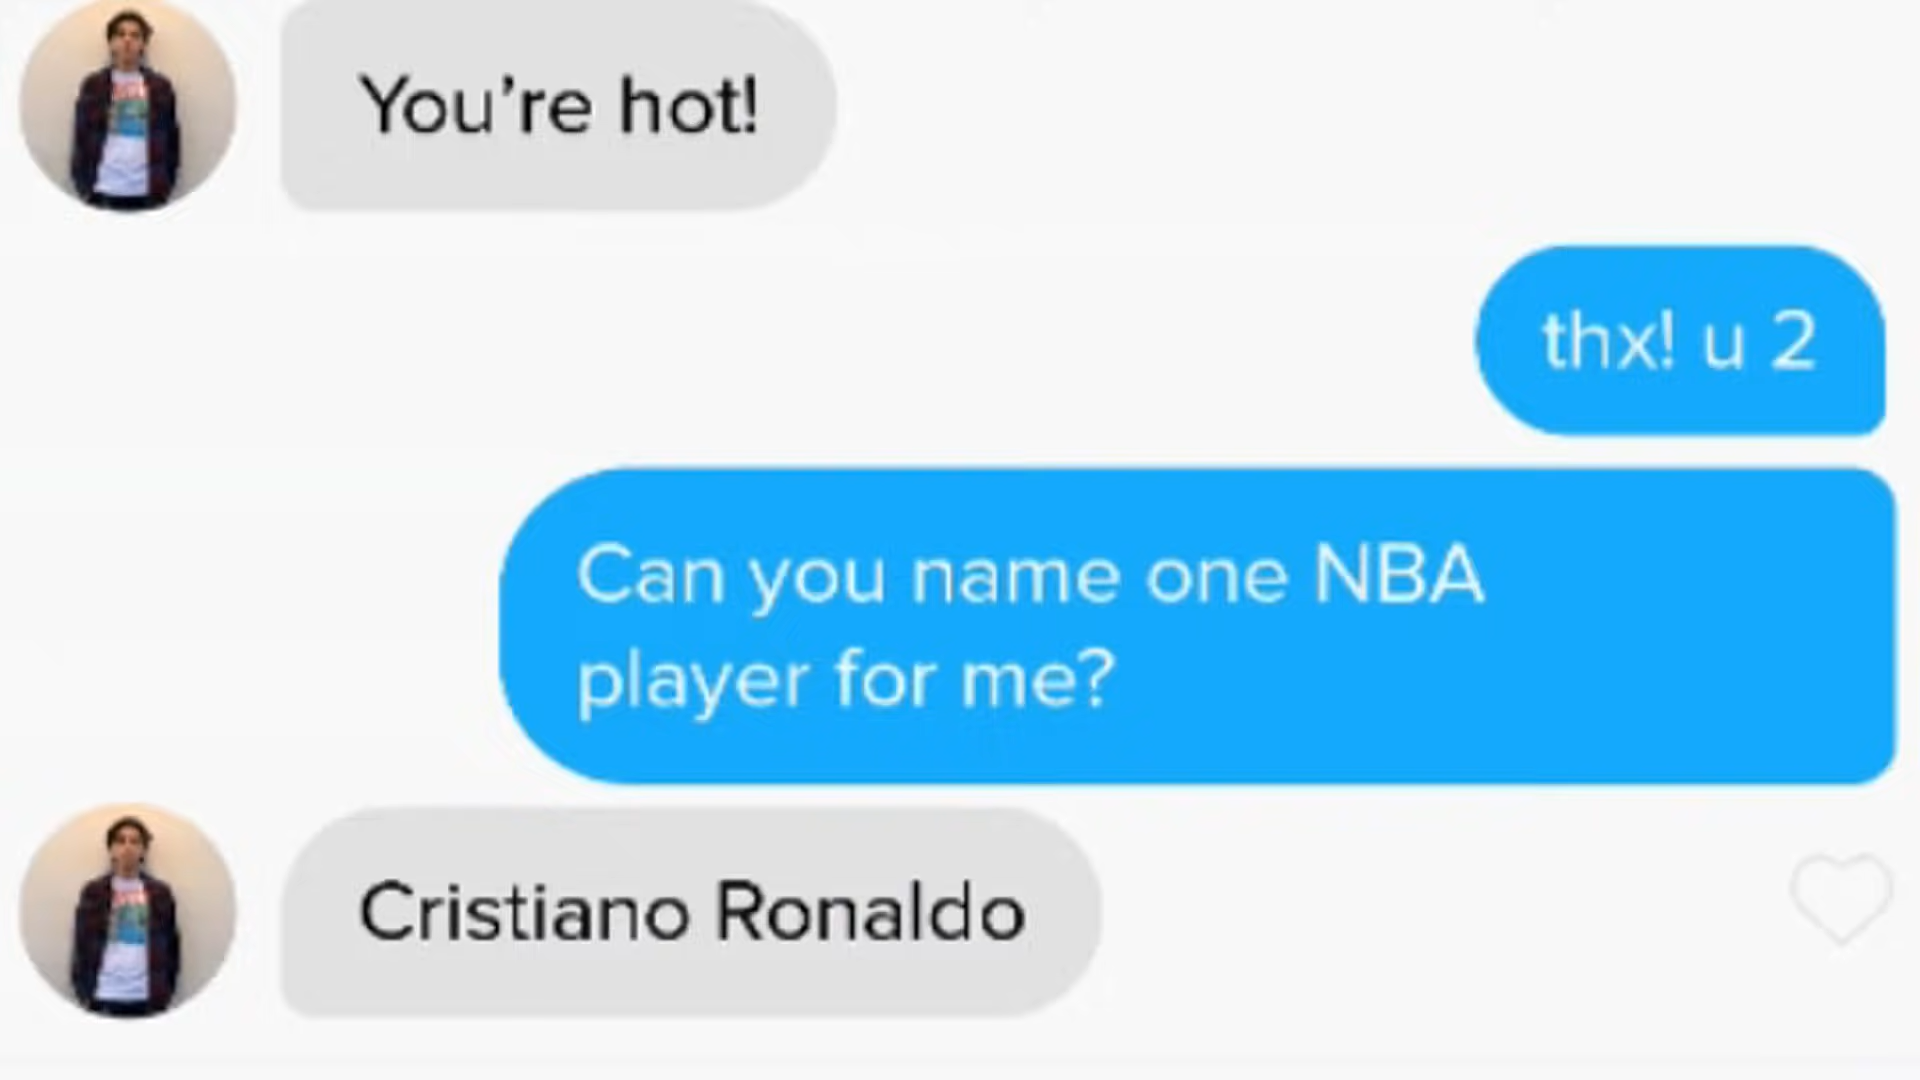 You’re hot!
thx! u 2
Can you name one NBA
player for me?
Cristiano Ronaldo